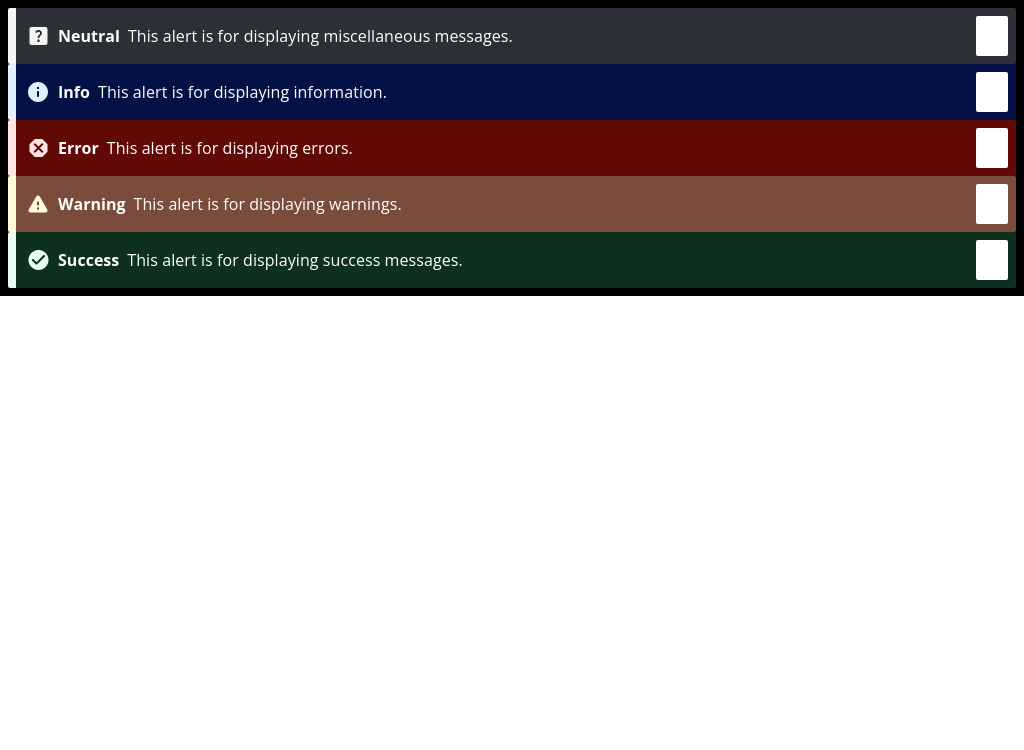 Neutral This alert is for displaying miscellaneous messages.
Info This alert is for displaying information.
Error This alert is for displaying errors.
Warning This alert is for displaying warnings.
Success This alert is for displaying success messages.